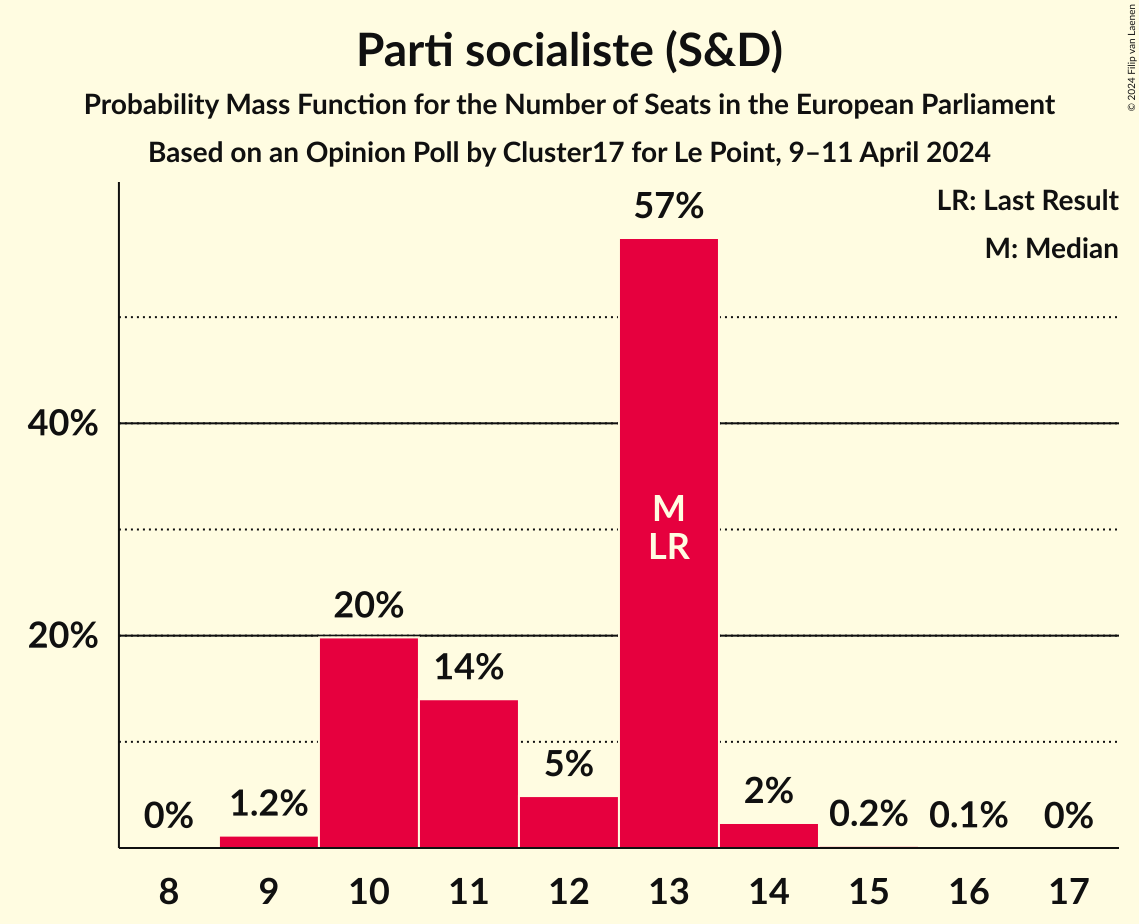 Parti socialiste (S&D)
Probability Mass Function for the Number of Seats in the European Parliament
Based on an Opinion Poll by Cluster17 for Le Point, 9–11 April 2024
© 2024 Filip van Laenen
LR: Last Result
M: Median
57%
40%
M
LR
20%
20%
14%
5%
1.2%
2%
0%
0.2%
0.1%
0%
8 9 10 11 12 13 14 15 16 17